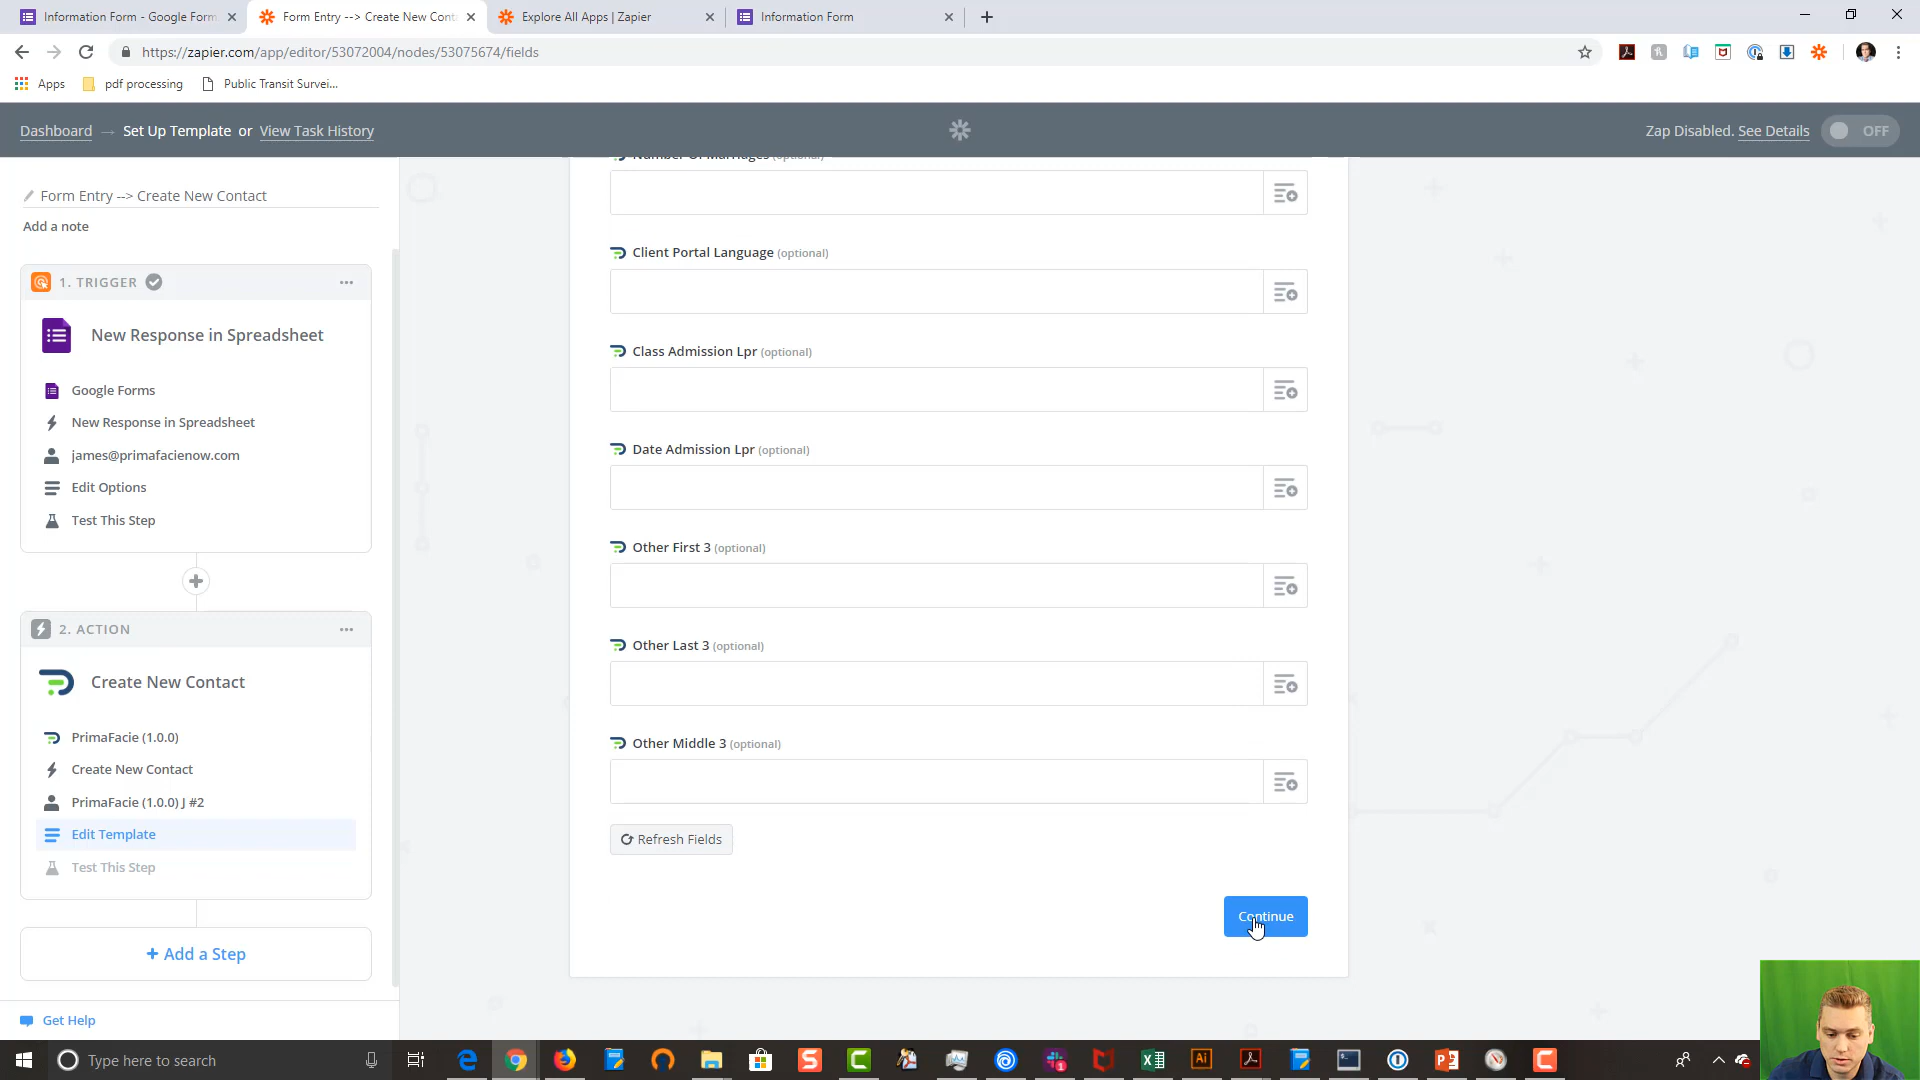 Information Form - Google Form
Form Entry --> Create New Cont
Explore All Apps | Zapier
Information Form
https://zapier.com/app/editor/53072004/nodes/53075674/fields
Apps
pdf processing
Public Transit Survei...
Dashboard → Set Up Template or View Task History
Zap Disabled. See Details
OFF
Form Entry --> Create New Contact
Add a note
1. TRIGGER
New Response in Spreadsheet
Google Forms
New Response in Spreadsheet
james@primafacienow.com
Edit Options
Test This Step
2. ACTION
Create New Contact
PrimaFacie (1.0.0)
Create New Contact
PrimaFacie (1.0.0) J #2
Edit Template
Test This Step
+ Add a Step
Get Help
Number Of Marriages (optional)
Client Portal Language (optional)
Class Admission Lpr (optional)
Date Admission Lpr (optional)
Other First 3 (optional)
Other Last 3 (optional)
Other Middle 3 (optional)
Refresh Fields
Continue
Type here to search